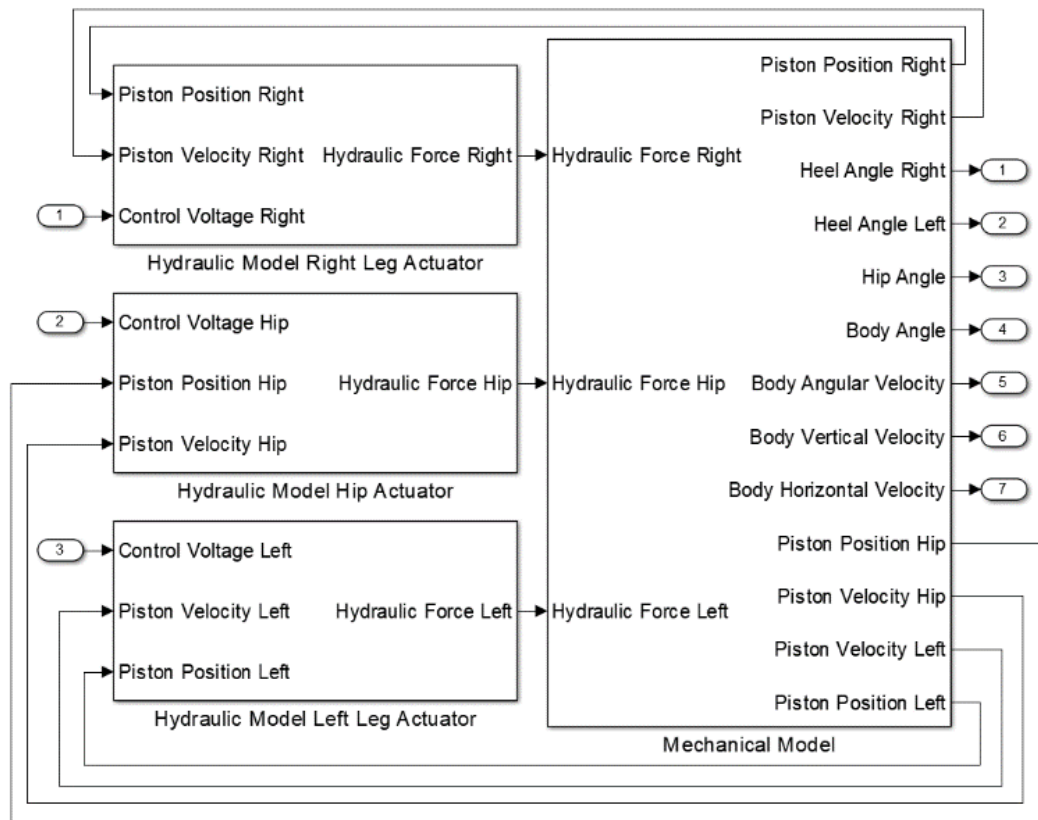 Piston Position Right
Piston Velocity Right
Hydraulic Force Right
1
Control Voltage Right
Hydraulic Model Right Leg Actuator
2
Control Voltage Hip
Piston Position Hip
Hydraulic Force Hip
Piston Velocity Hip
Hydraulic Model Hip Actuator
3
Control Voltage Left
Piston Velocity Left
Hydraulic Force Left
Piston Position Left
Hydraulic Model Left Leg Actuator
Hydraulic Force Right
Hydraulic Force Hip
Hydraulic Force Left
Piston Position Right
Piston Velocity Right
Heel Angle Right
1
Heel Angle Left
2
Hip Angle
3
Body Angle
4
Body Angular Velocity
5
Body Vertical Velocity
6
Body Horizontal Velocity
7
Piston Position Hip
Piston Velocity Hip
Piston Velocity Left
Piston Position Left
Mechanical Model